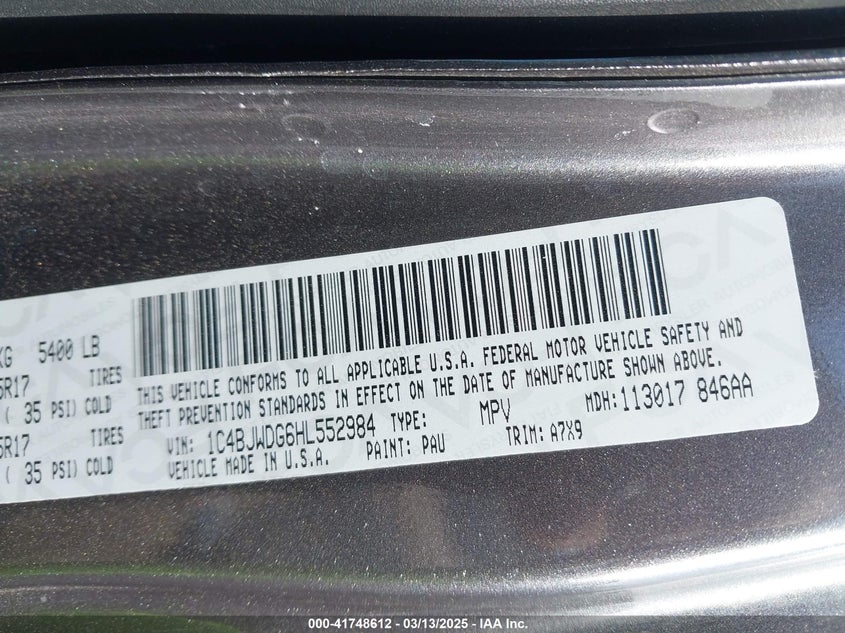 KG 5400 LB
5R17 TIRES
( 35 PSI) COLD
5R17 TIRES
( 35 PSI) COLD
THIS VEHICLE CONFORMS TO ALL APPLICABLE U.S.A. FEDERAL MOTOR VEHICLE SAFETY AND
THEFT PREVENTION STANDARDS IN EFFECT ON THE DATE OF MANUFACTURE SHOWN ABOVE.
VIN: 1C4BJWDG6HL552984 TYPE: MPV MDH: 113017 846AA
VEHICLE MADE IN U.S.A. PAINT: PAU TRIM: A7X9
000-41748612 - 03/13/2025 - IAA Inc.